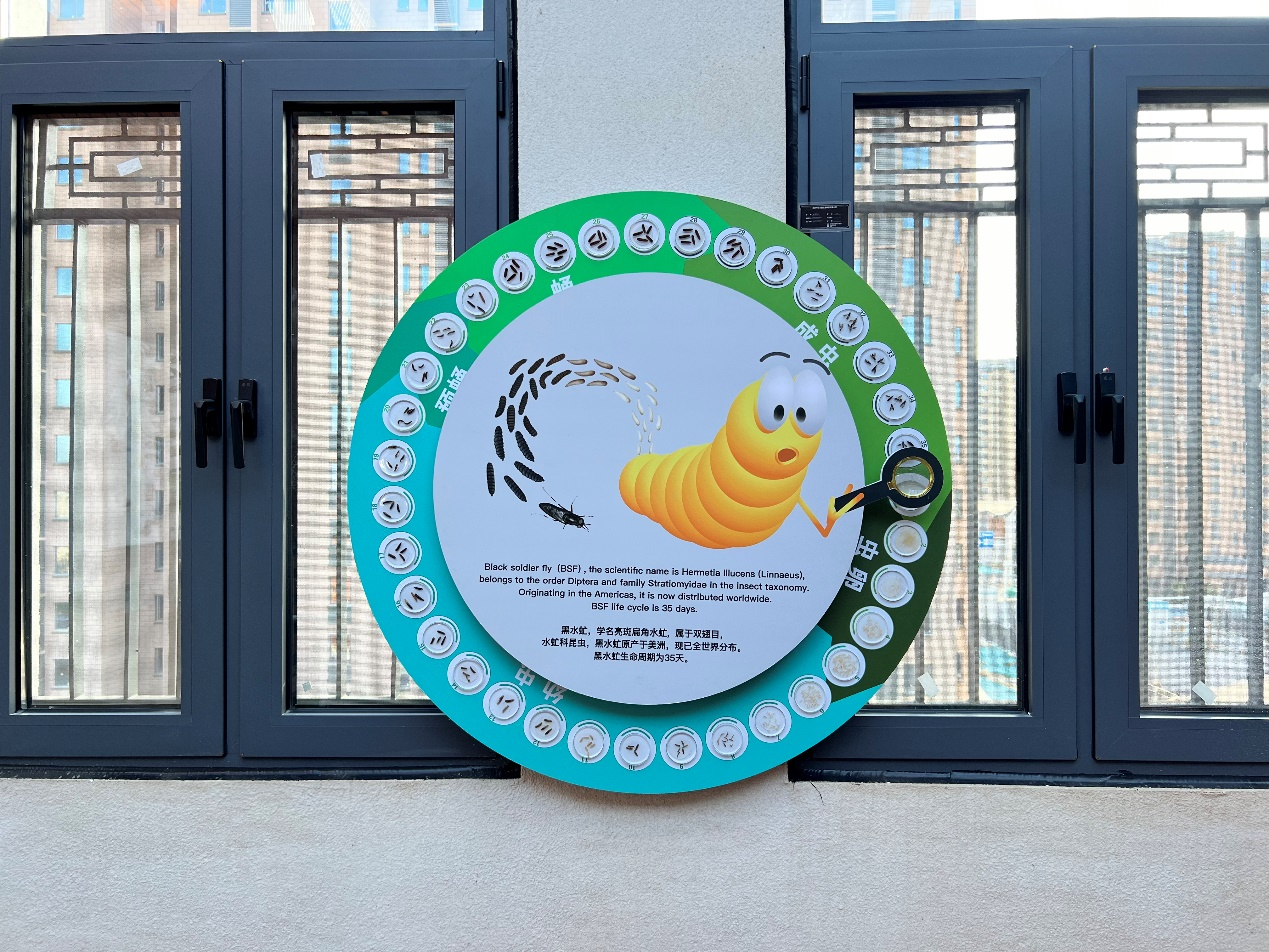 蛹
成虫
预蛹
虫卵
幼虫
Black soldier fly (BSF) , the scientific name is Hermetia Illucens (Linnaeus),
belongs to the order Diptera and family Stratiomyidae in the insect taxonomy.
Originating in the Americas, it is now distributed worldwide.
BSF life cycle is 35 days.
黑水虻，学名亮斑扁角水虻，属于双翅目，
水虻科昆虫，黑水虻原产于美洲，现已全世界分布。
黑水虻生命周期为35天。
26
27
28